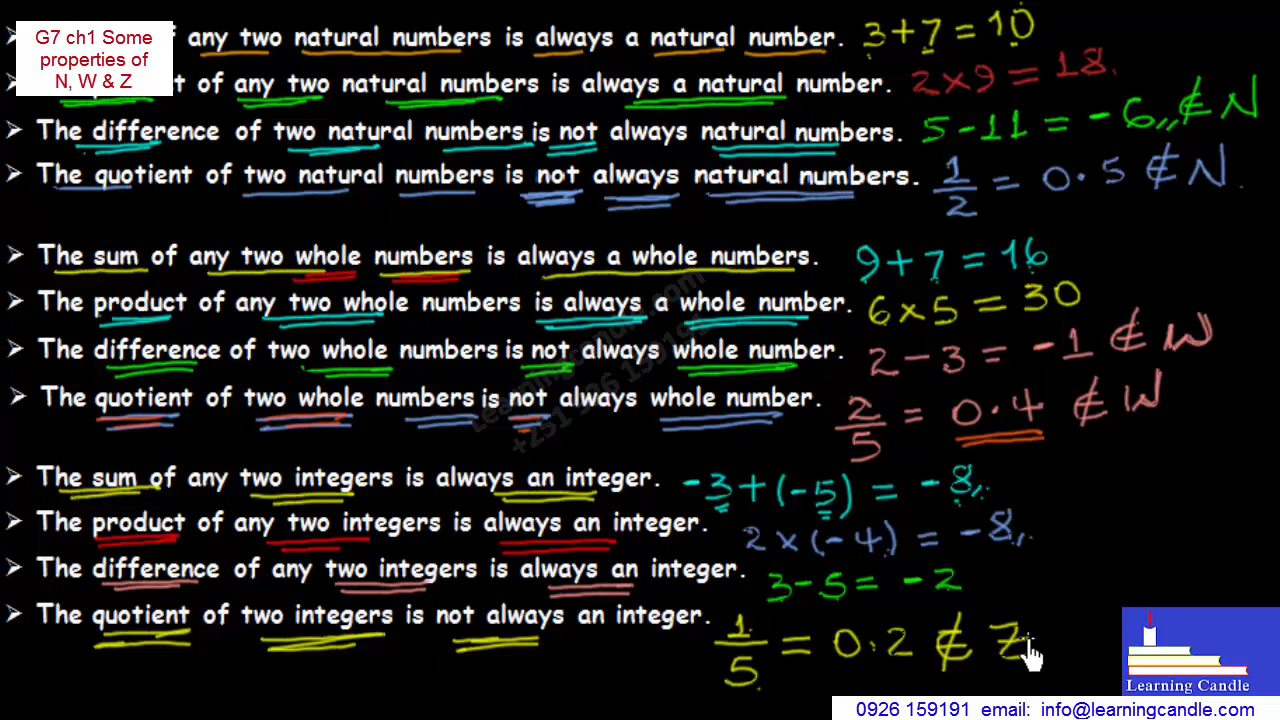 G7 ch1 Some
properties of
N, W & Z
of any two natural numbers is always a natural number. 3+7=10
t of any two natural numbers is always a natural number. 2×9=18.
➢ The difference of two natural numbers is not always natural numbers. 5-11=-6,,∉N
➢ The quotient of two natural numbers is not always natural numbers. 1/2=0.5∉N.
➢ The sum of any two whole numbers is always a whole numbers. 9+7=16
➢ The product of any two whole numbers is always a whole number. 6×5=30
➢ The difference of two whole numbers is not always whole number. 2-3=-1∉W
➢ The quotient of two whole numbers is not always whole number. 2/5=0.4∉W
Learningcandle.com
+251 926 159191
➢ The sum of any two integers is always an integer. -3+(-5)=-8,,
➢ The product of any two integers is always an integer. 2×(-4)=-8,,
➢ The difference of any two integers is always an integer. 3-5=-2
➢ The quotient of two integers is not always an integer. 1/5=0.2∉Z
Learning Candle
0926 159191 email: info@learningcandle.com